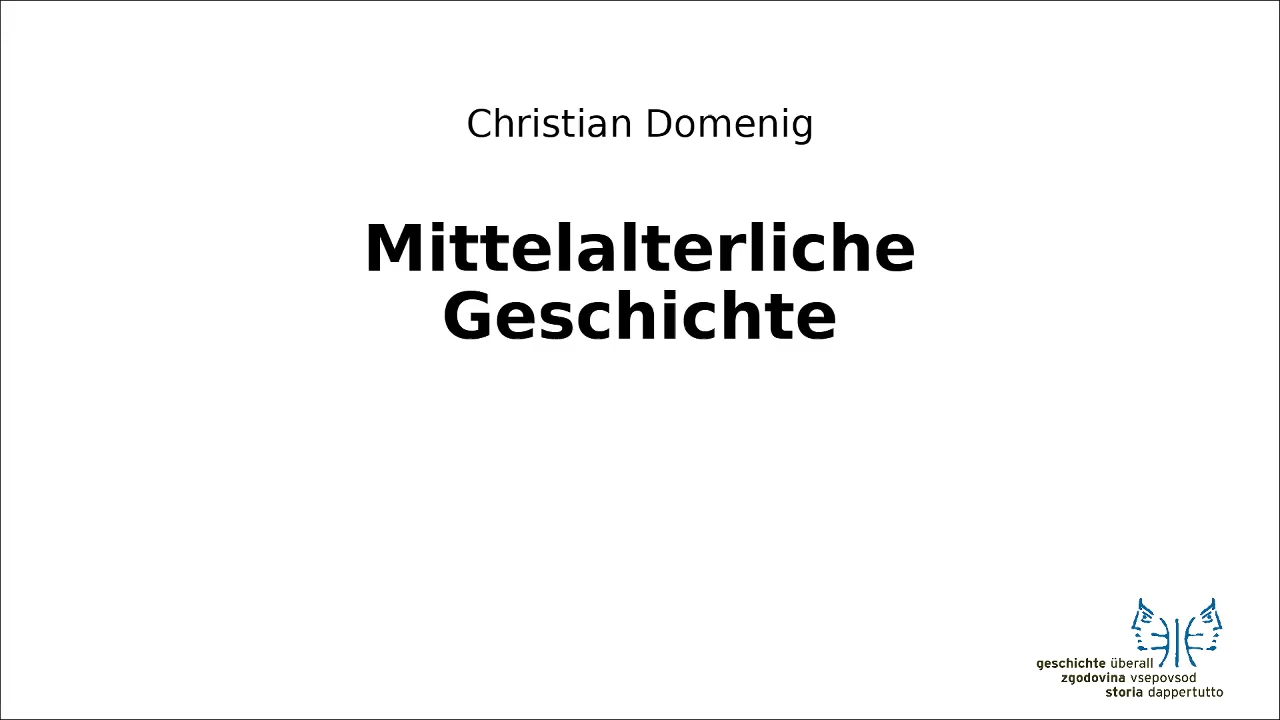 Christian Domenig
Mittelalterliche
Geschichte
geschichte überall
zgodovina vsepovsod
storia dappertutto